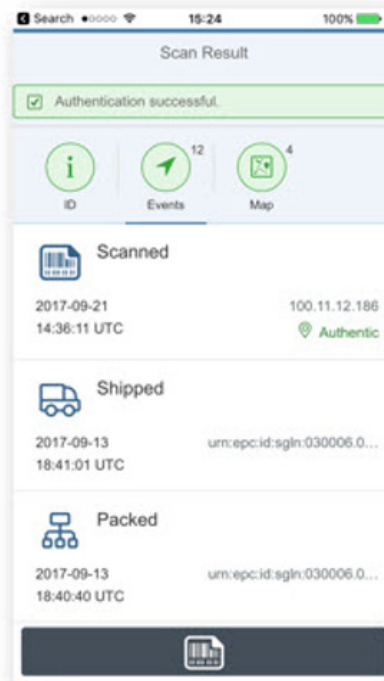 Search 15:24 100%
Scan Result
Authentication successful.
12 4
ID Events Map
Scanned
2017-09-21 100.11.12.186
14:36:11 UTC Authentic
Shipped
2017-09-13 urn:epc:id:sgln:030006.0...
18:41:01 UTC
Packed
2017-09-13 urn:epc:id:sgln:030006.0...
18:40:40 UTC